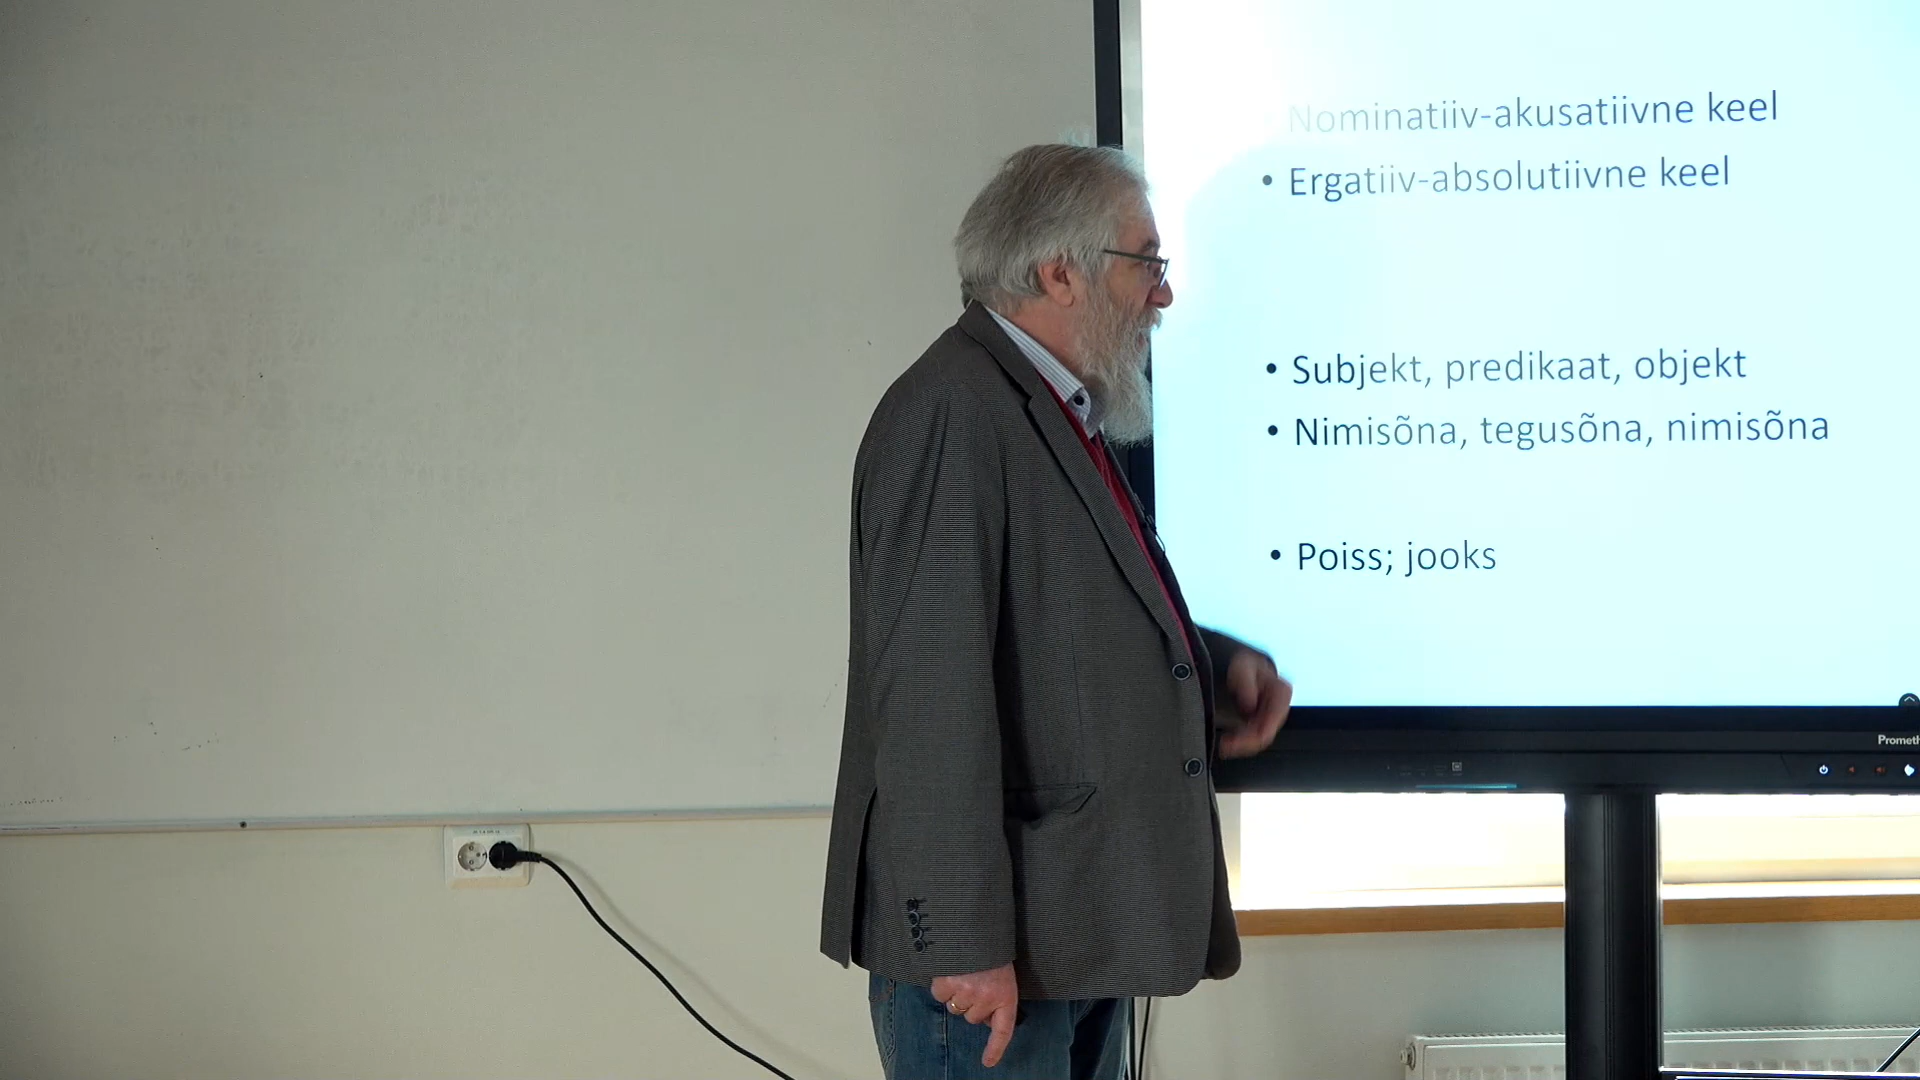 Nominatiiv-akusatiivne keel
• Ergatiiv-absolutiivne keel
• Subjekt, predikaat, objekt
• Nimisõna, tegusõna, nimisõna
• Poiss; jooks
Prometh